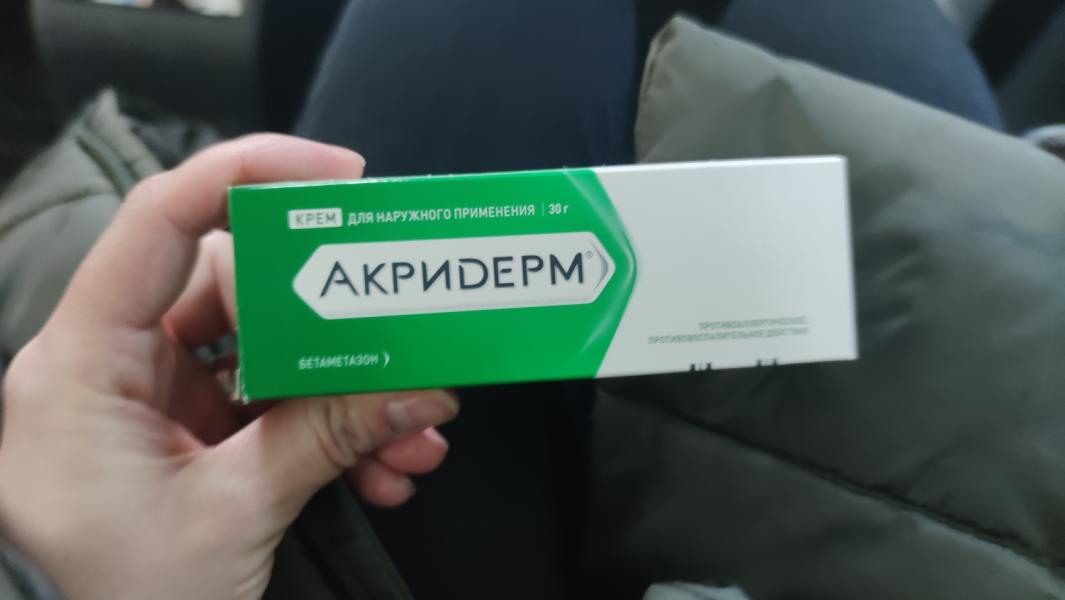 КРЕМ ДЛЯ НАРУЖНОГО ПРИМЕНЕНИЯ | 30 г
АКРИДЕРМ®
БЕТАМЕТАЗОН
ПРОТИВОАЛЛЕРГИЧЕСКОЕ,
ПРОТИВОВОСПАЛИТЕЛЬНОЕ ДЕЙСТВИЕ